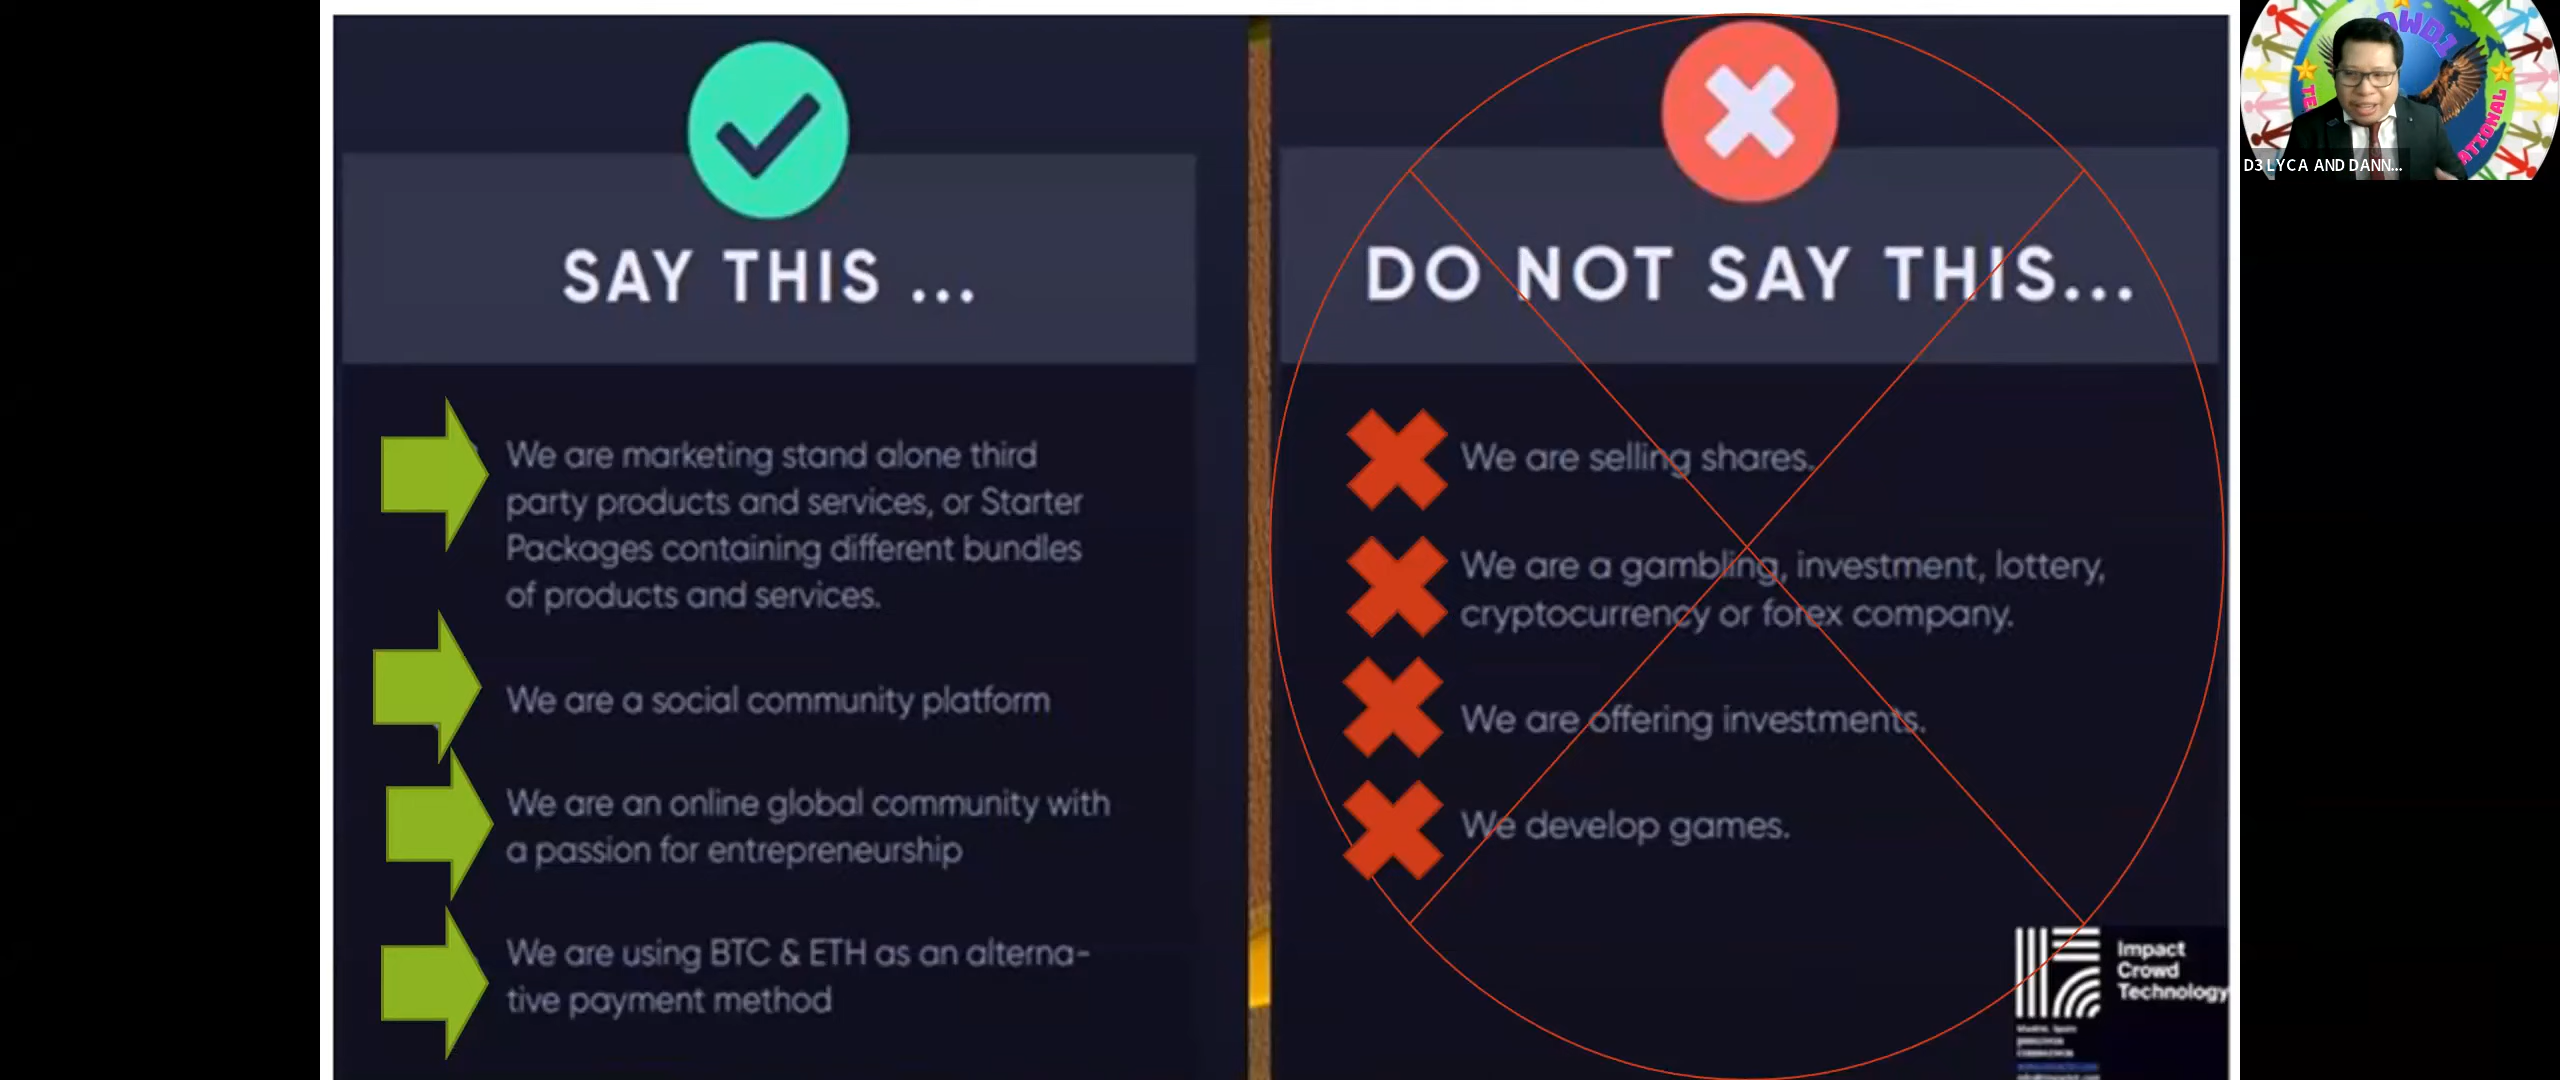 SAY THIS ...
We are marketing stand alone third
party products and services, or Starter
Packages containing different bundles
of products and services.
We are a social community platform
We are an online global community with
a passion for entrepreneurship
We are using BTC & ETH as an alterna-
tive payment method
DO NOT SAY THIS...
We are selling shares.
We are a gambling, investment, lottery,
cryptocurrency or forex company.
We are offering investments.
We develop games.
Impact
Crowd
Technology
D3 LYCA AND DANN...